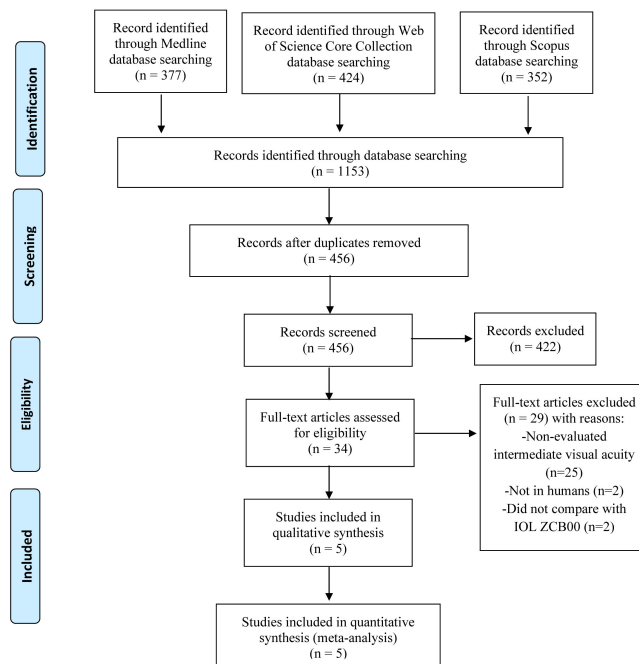 Record identified
through Medline
database searching
(n = 377)
Record identified through Web
of Science Core Collection
database searching
(n = 424)
Record identified
through Scopus
database searching
(n = 352)
Identification
Records identified through database searching
(n = 1153)
Screening
Records after duplicates removed
(n = 456)
Records screened
(n = 456)
Records excluded
(n = 422)
Eligibility
Full-text articles assessed
for eligibility
(n = 34)
Full-text articles excluded
(n = 29) with reasons:
-Non-evaluated
intermediate visual acuity
(n=25)
-Not in humans (n=2)
-Did not compare with
IOL ZCB00 (n=2)
Included
Studies included in
qualitative synthesis
(n = 5)
Studies included in quantitative
synthesis (meta-analysis)
(n = 5)